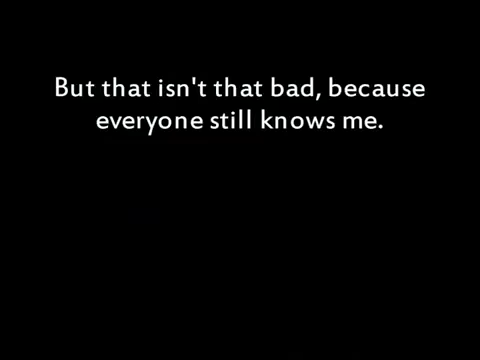 But that isn't that bad, because
everyone still knows me.